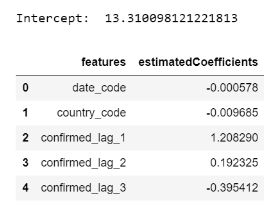 Intercept:  13.310098121221813
features estimatedCoefficients
0 date_code -0.000578
1 country_code -0.009685
2 confirmed_lag_1 1.208290
3 confirmed_lag_2 0.192325
4 confirmed_lag_3 -0.395412